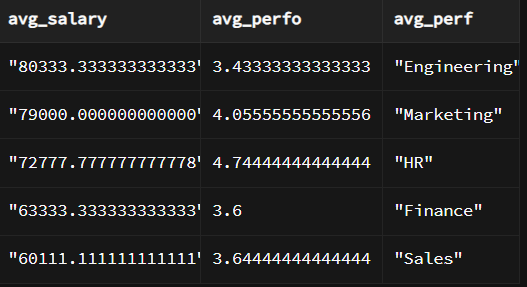 avg_salary avg_perfo avg_perf
"80333.333333333333" 3.43333333333333 "Engineering"
"79000.000000000000" 4.05555555555556 "Marketing"
"72777.777777777778" 4.74444444444444 "HR"
"63333.333333333333" 3.6 "Finance"
"60111.111111111111" 3.64444444444444 "Sales"